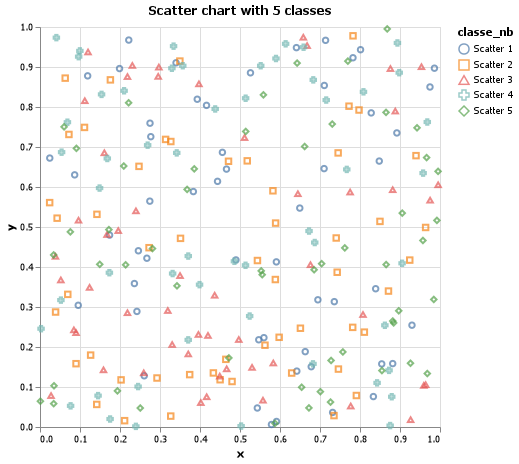 Scatter chart with 5 classes
classe_nb
Scatter 1
Scatter 2
Scatter 3
Scatter 4
Scatter 5
1.0
0.9
0.8
0.7
0.6
0.5
0.4
0.3
0.2
0.1
0.0
y
0.0 0.1 0.2 0.3 0.4 0.5 0.6 0.7 0.8 0.9 1.0
x